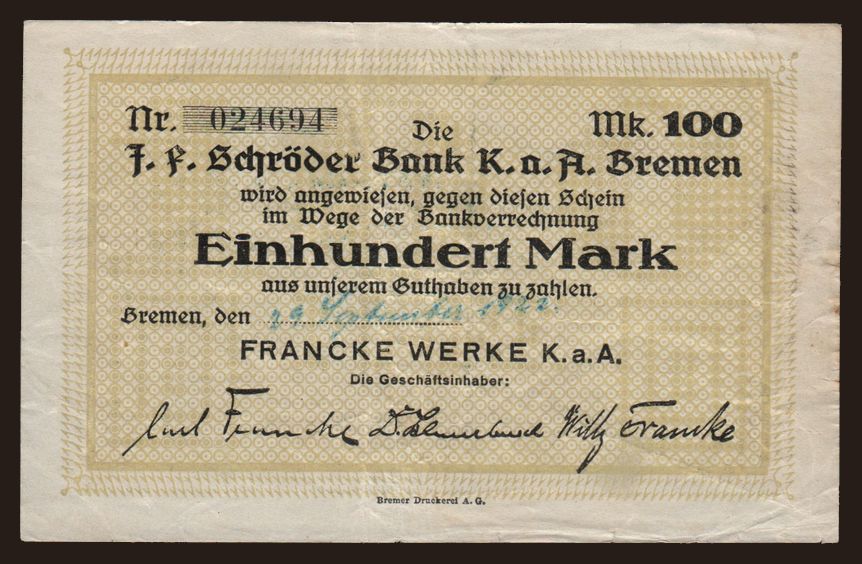 Nr. 024694 Mk. 100
Die
J. F. Schröder Bank K. a. A. Bremen
wird angewiesen, gegen diesen Schein
im Wege der Bankverrechnung
Einhundert Mark
aus unserem Guthaben zu zahlen.
Bremen, den 29 September 1922.
FRANCKE WERKE K. a. A.
Die Geschäftsinhaber:
Carl Francke Willy Francke
Bremer Druckerei A. G.